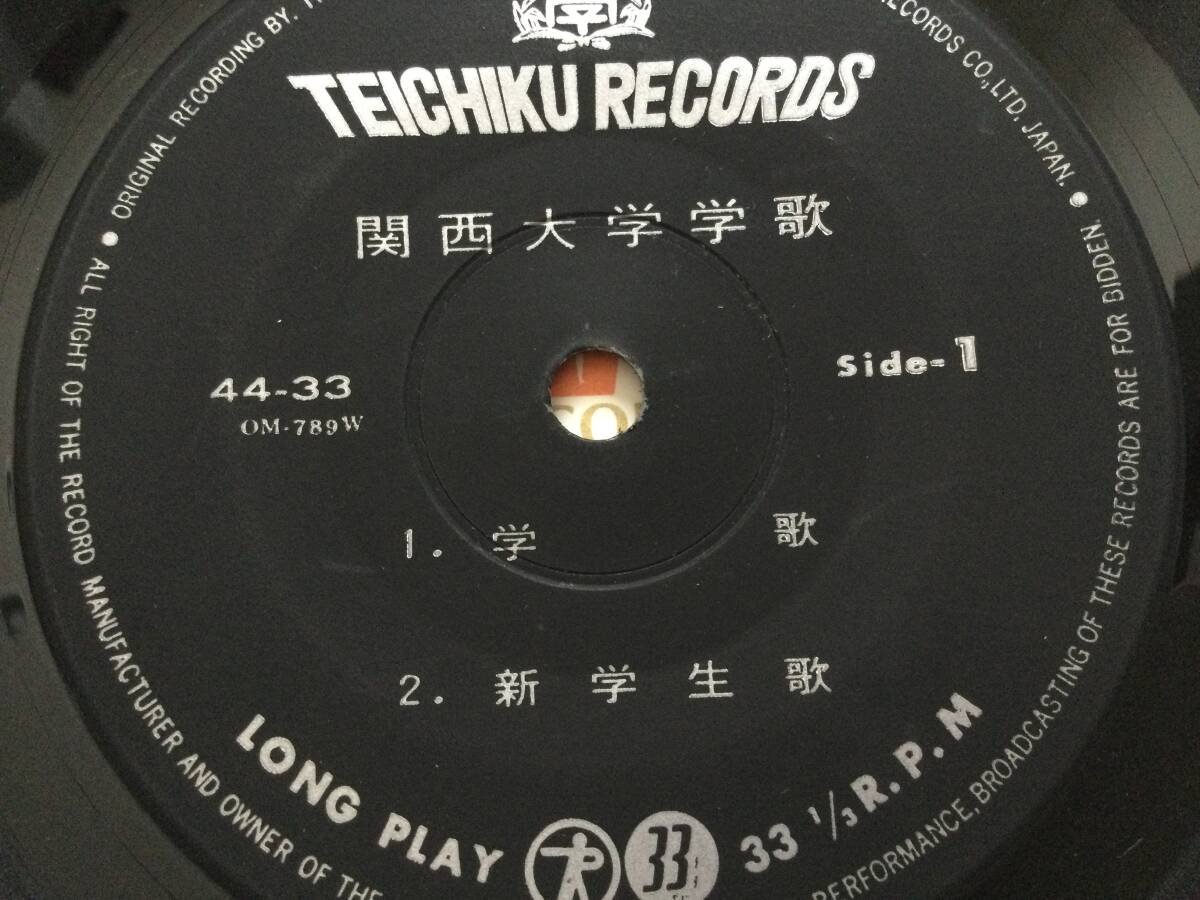 TEICHIKU RECORDS
関西大学学歌
44-33
OM-789W
Side-1
1. 学歌
2. 新学生歌
LONG PLAY
33
33 1/3 R.P.M
ORIGINAL RECORDING BY.
RECORDS CO.,LTD. JAPAN.
ALL RIGHT OF THE RECORD MANUFACTURER AND OWNER OF THE
PERFORMANCE, BROADCASTING OF THESE RECORDS ARE FOR BIDDEN